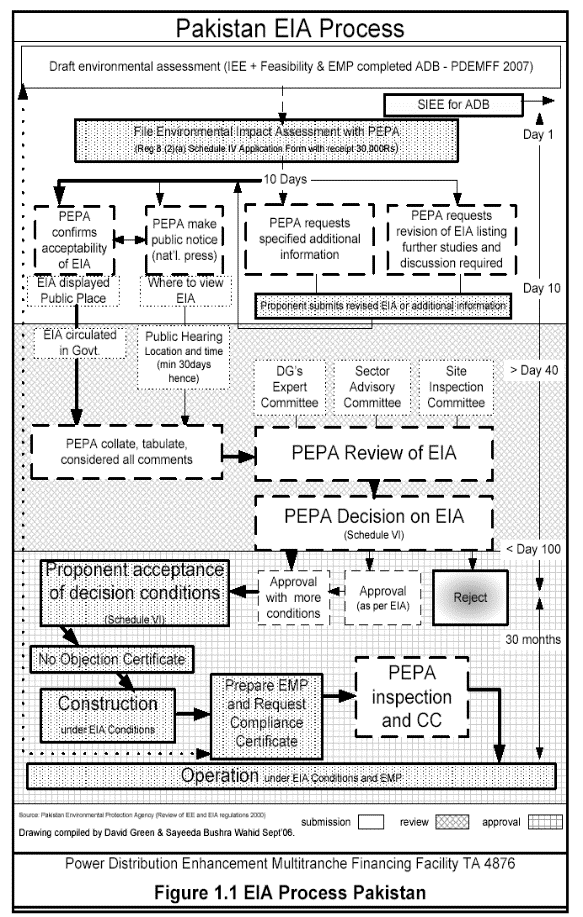 Pakistan EIA Process
Draft environmental assessment (IEE + Feasibility & EMP completed ADB - PDEMFF 2007)
SIEE for ADB
Day 1
File Environmental Impact Assessment with PEPA
(Reg 8 (2)(a) Schedule IV Application Form with receipt 30,000Rs)
10 Days
PEPA
confirms
acceptability
of EIA
PEPA make
public notice
(nat'l. press)
PEPA requests
specified additional
information
PEPA requests
revision of EIA listing
further studies and
discussion required
EIA displayed
Public Place
Where to view
EIA
Day 10
Proponent submits revised EIA or additional information
EIA circulated
in Govt.
Public Hearing
Location and time
(min 30days
hence)
DG's
Expert
Committee
Sector
Advisory
Committee
Site
Inspection
Committee
> Day 40
PEPA collate, tabulate,
considered all comments
PEPA Review of EIA
PEPA Decision on EIA
(Schedule VI)
< Day 100
Proponent acceptance
of decision conditions
(Schedule VI)
Approval
with more
conditions
Approval
(as per EIA)
Reject
30 months
No Objection Certificate
Construction
under EIA Conditions
Prepare EMP
and Request
Compliance
Certificate
PEPA
inspection
and CC
Operation under EIA Conditions and EMP
Source: Pakistan Environmental Protection Agency (Review of IEE and EIA regulations 2000)
Drawing compiled by David Green & Sayeeda Bushra Wahid Sept'06.
submission
review
approval
Power Distribution Enhancement Multitranche Financing Facility TA 4876
Figure 1.1 EIA Process Pakistan